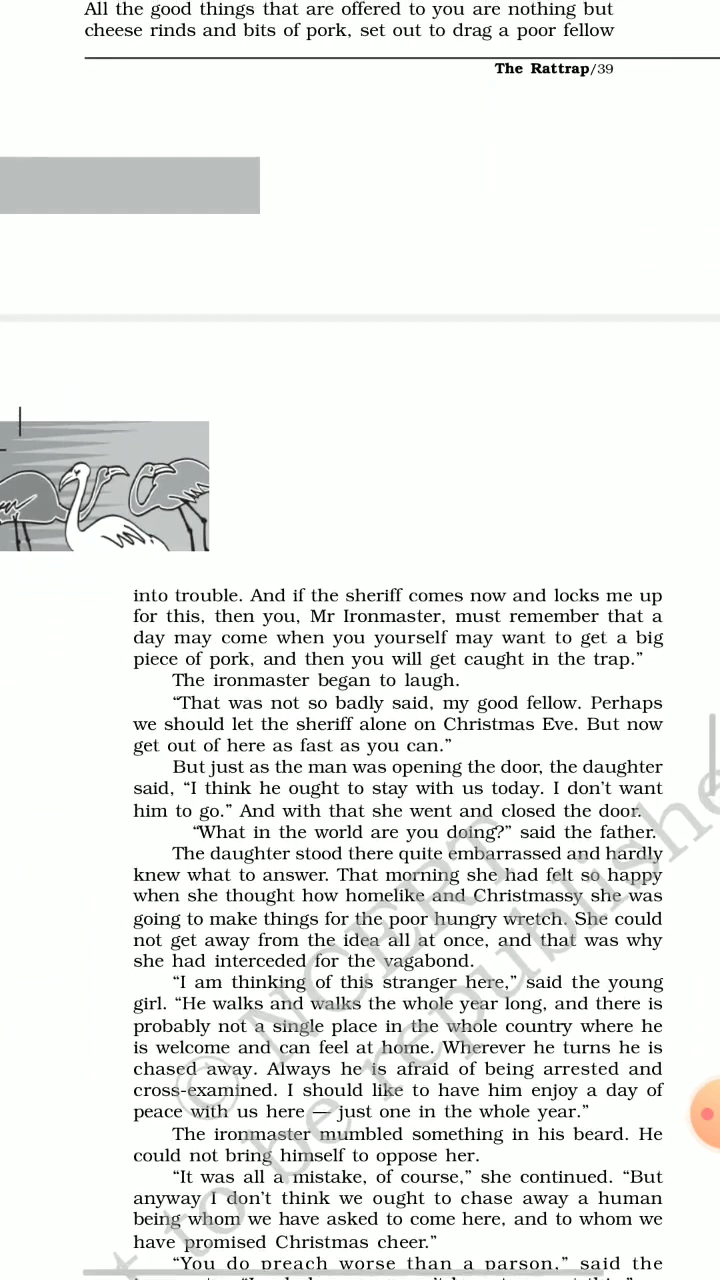 All the good things that are offered to you are nothing but
cheese rinds and bits of pork, set out to drag a poor fellow
The Rattrap/39
into trouble. And if the sheriff comes now and locks me up
for this, then you, Mr Ironmaster, must remember that a
day may come when you yourself may want to get a big
piece of pork, and then you will get caught in the trap.”
The ironmaster began to laugh.
“That was not so badly said, my good fellow. Perhaps
we should let the sheriff alone on Christmas Eve. But now
get out of here as fast as you can.”
But just as the man was opening the door, the daughter
said, “I think he ought to stay with us today. I don’t want
him to go.” And with that she went and closed the door.
“What in the world are you doing?” said the father.
The daughter stood there quite embarrassed and hardly
knew what to answer. That morning she had felt so happy
when she thought how homelike and Christmassy she was
going to make things for the poor hungry wretch. She could
not get away from the idea all at once, and that was why
she had interceded for the vagabond.
“I am thinking of this stranger here,” said the young
girl. “He walks and walks the whole year long, and there is
probably not a single place in the whole country where he
is welcome and can feel at home. Wherever he turns he is
chased away. Always he is afraid of being arrested and
cross-examined. I should like to have him enjoy a day of
peace with us here — just one in the whole year.”
The ironmaster mumbled something in his beard. He
could not bring himself to oppose her.
“It was all a mistake, of course,” she continued. “But
anyway I don’t think we ought to chase away a human
being whom we have asked to come here, and to whom we
have promised Christmas cheer.”
“You do preach worse than a parson,” said the
© NCERT
to be republishe